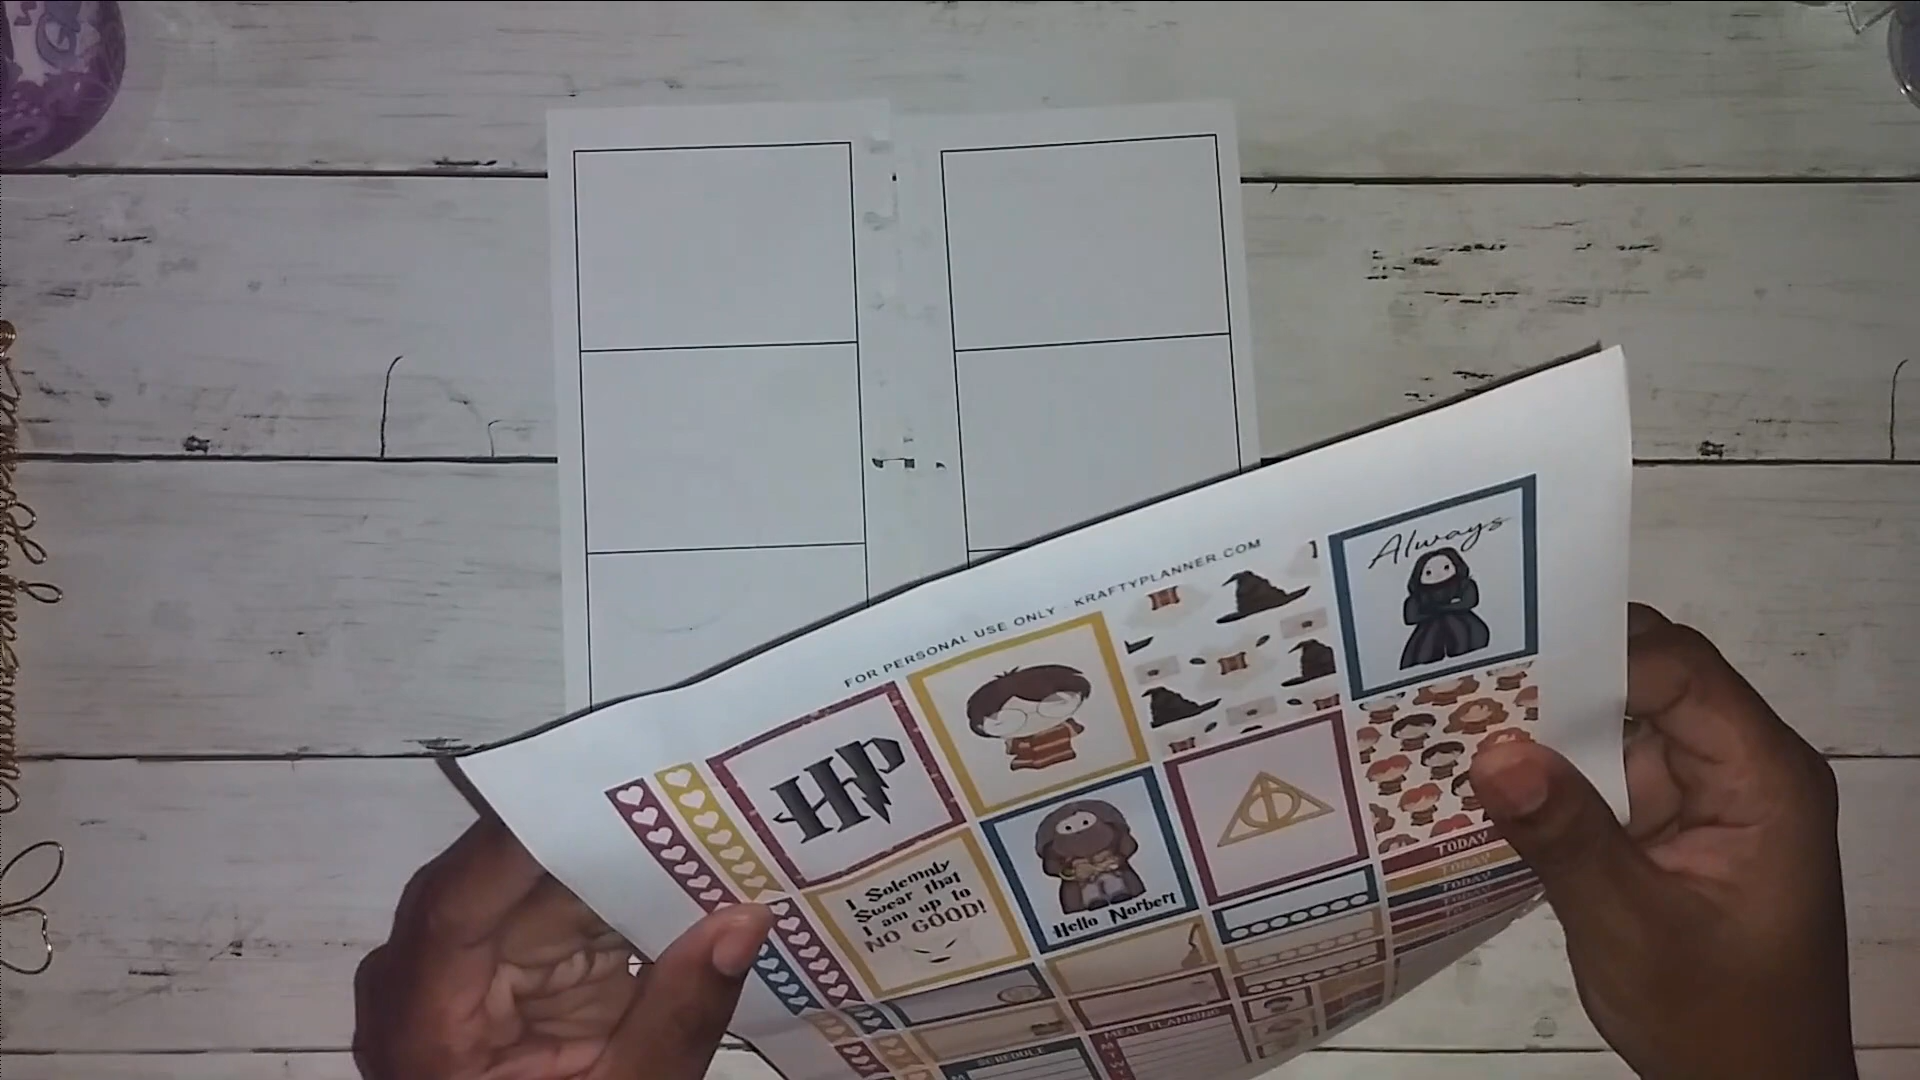 FOR PERSONAL USE ONLY - KRAFTYPLANNER.COM
Always
HP
I Solemnly
Swear that
I am up to
NO GOOD!
Hello Norbert
TODAY
TODAY
TODAY
MEAL PLANNING
M
T
W
SCHEDULE
M